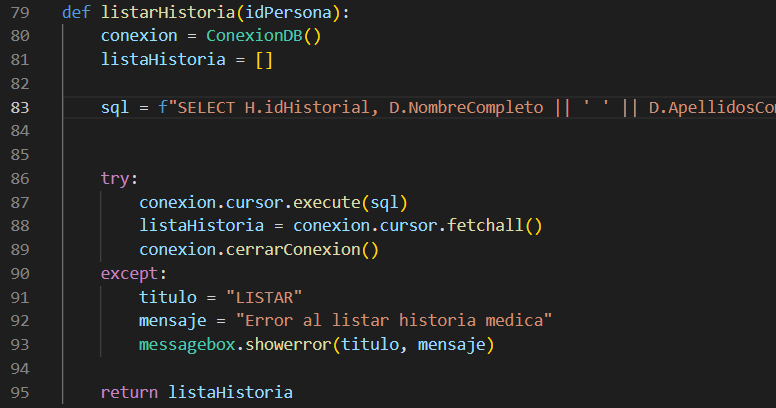 79 def listarHistoria(idPersona):
80 conexion = ConexionDB()
81 listaHistoria = []
82
83 sql = f"SELECT H.idHistorial, D.NombreCompleto || ' ' || D.ApellidosCo
84
85
86 try:
87 conexion.cursor.execute(sql)
88 listaHistoria = conexion.cursor.fetchall()
89 conexion.cerrarConexion()
90 except:
91 titulo = "LISTAR"
92 mensaje = "Error al listar historia medica"
93 messagebox.showerror(titulo, mensaje)
94
95 return listaHistoria